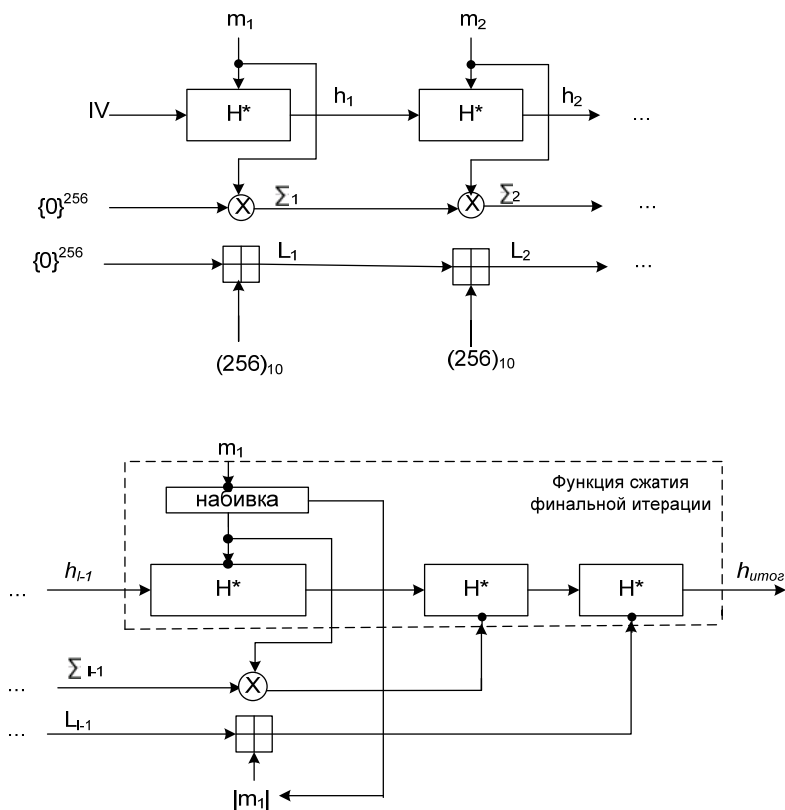 m₁ m₂
IV H* h₁ H* h₂ ...
{0}²⁵⁶ X Σ₁ X Σ₂ ...
{0}²⁵⁶ L₁ L₂ ...
(256)₁₀ (256)₁₀
m₁
набивка
Функция сжатия
финальной итерации
... hₗ₋₁ H* H* H* hитог
... Σ l-1 X
... Lₗ₋₁
|m₁|